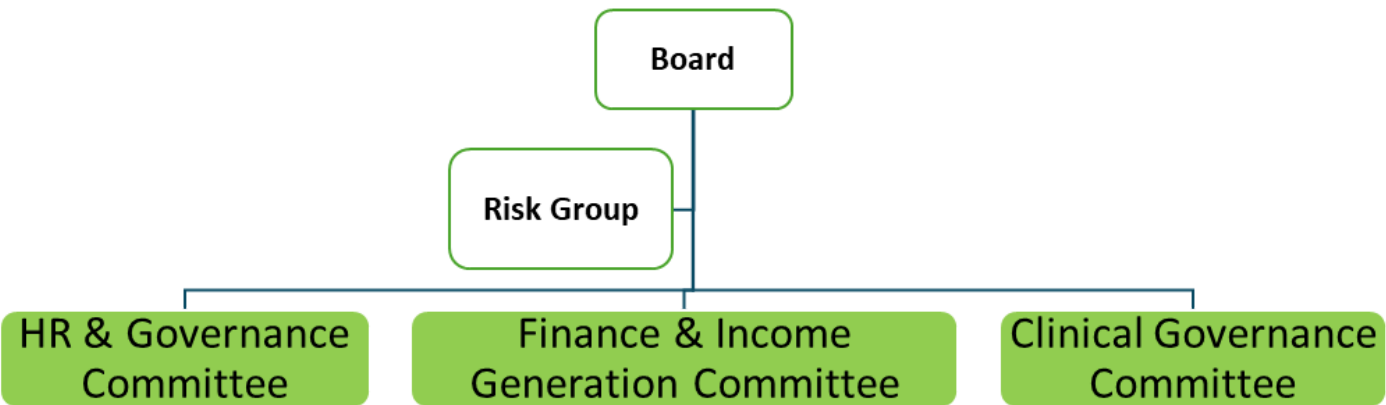 Board
Risk Group
HR & Governance
Committee
Finance & Income
Generation Committee
Clinical Governance
Committee